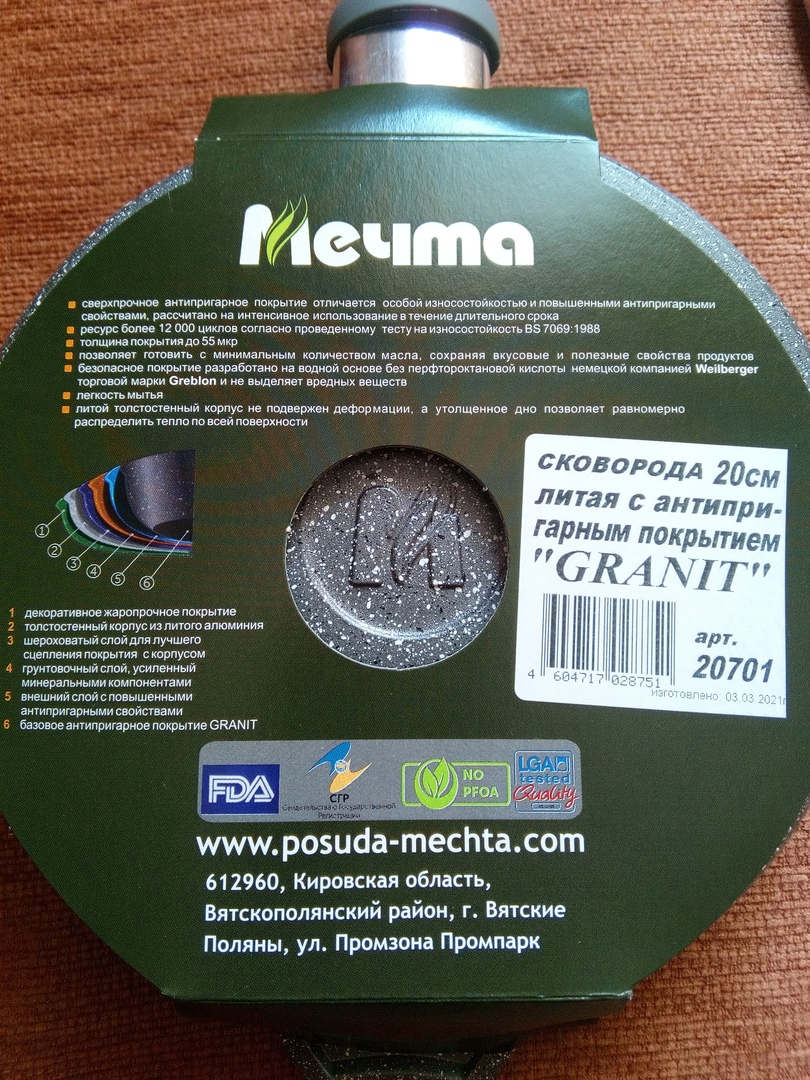 Мечта
сверхпрочное антипригарное покрытие отличается особой износостойкостью и повышенными антипригарными
свойствами, рассчитано на интенсивное использование в течение длительного срока
ресурс более 12 000 циклов согласно проведенному тесту на износостойкость BS 7069:1988
толщина покрытия до 55 мкр
позволяет готовить с минимальным количеством масла, сохраняя вкусовые и полезные свойства продуктов
безопасное покрытие разработано на водной основе без перфтороктановой кислоты немецкой компанией Weilberger
торговой марки Greblon и не выделяет вредных веществ
легкость мытья
литой толстостенный корпус не подвержен деформации, а утолщенное дно позволяет равномерно
распределить тепло по всей поверхности
СКОВОРОДА 20см
литая с антипри-
гарным покрытием
"GRANIT"
арт.
20701
4 604717 028751
изготовлено: 03.03.2021г
1
2
3
4
5
6
1 декоративное жаропрочное покрытие
2 толстостенный корпус из литого алюминия
3 шероховатый слой для лучшего
сцепления покрытия с корпусом
4 грунтовочный слой, усиленный
минеральными компонентами
5 внешний слой с повышенными
антипригарными свойствами
6 базовое антипригарное покрытие GRANIT
FDA
СГР
Свидетельства о Государственной
Регистрации
NO
PFOA
LGA
tested
Quality
www.posuda-mechta.com
612960, Кировская область,
Вятскополянский район, г. Вятские
Поляны, ул. Промзона Промпарк